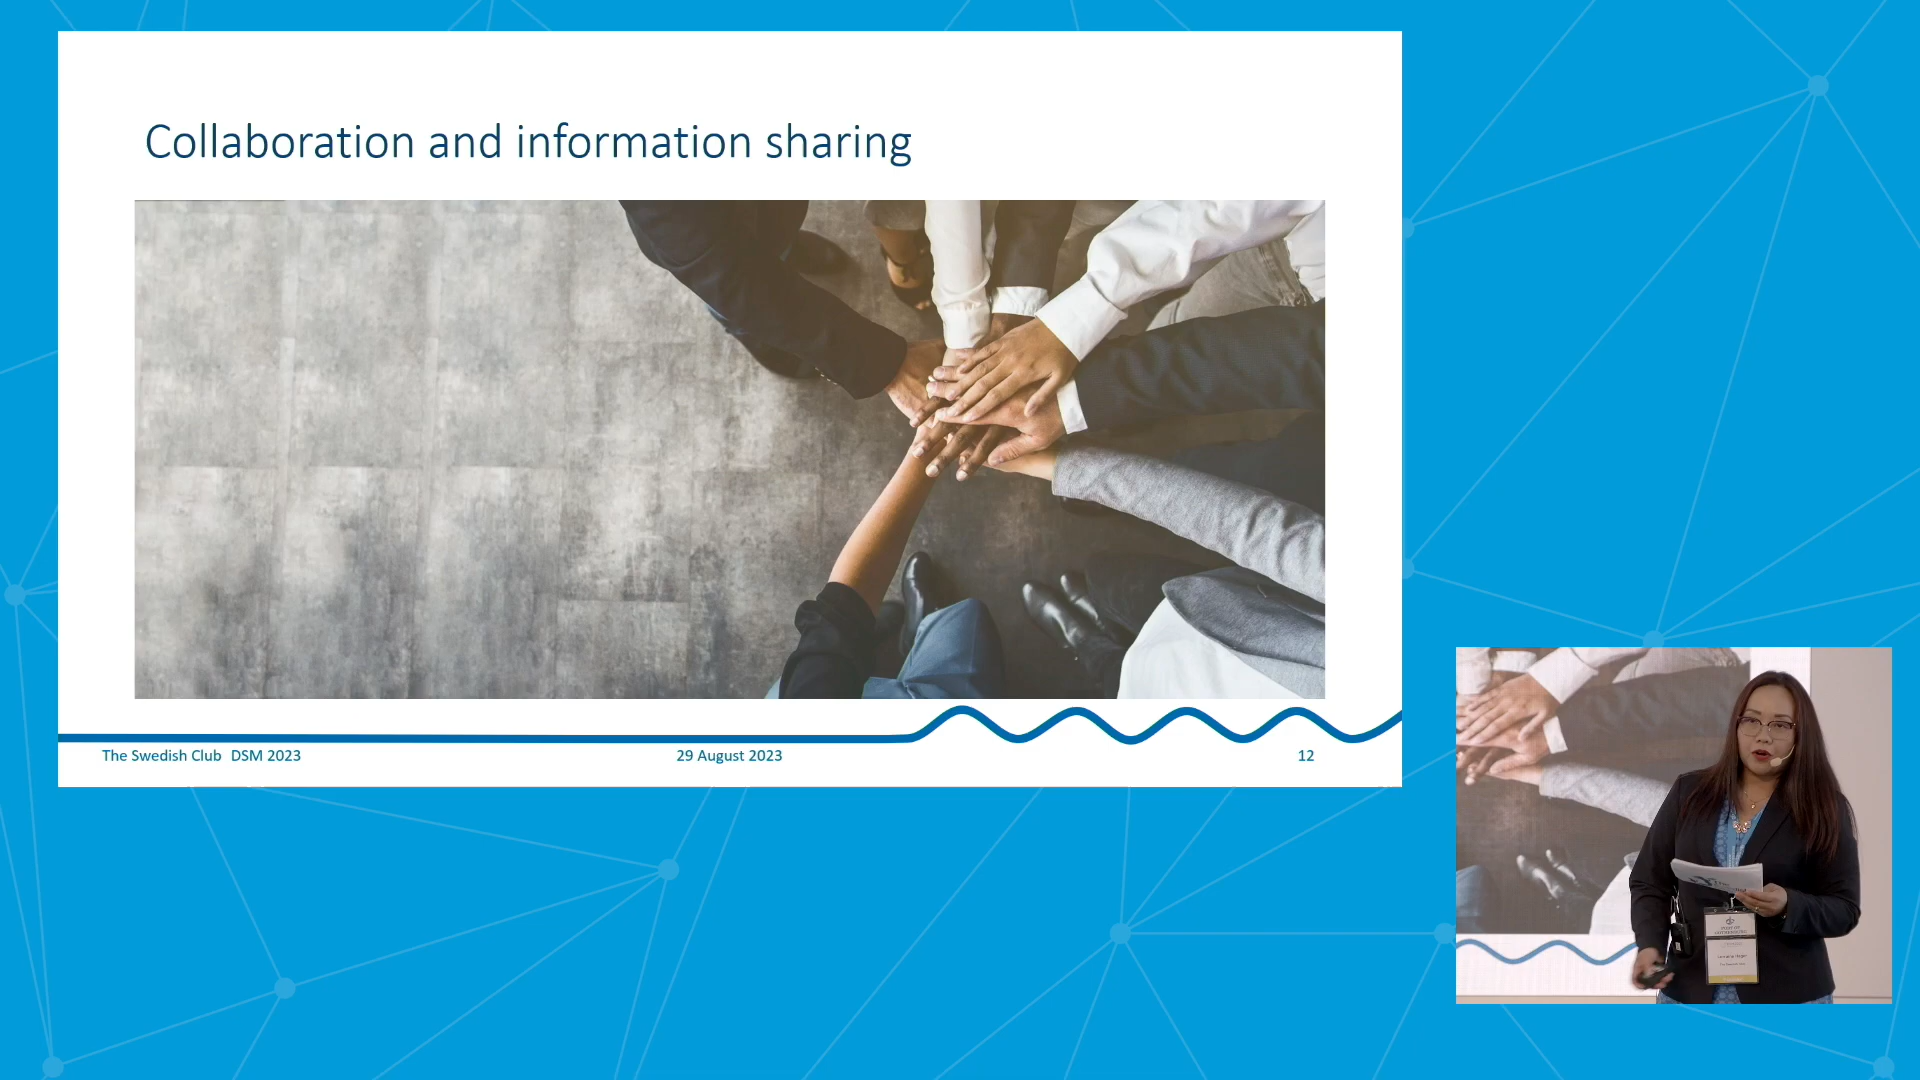 Collaboration and information sharing
The Swedish Club DSM 2023
29 August 2023
12